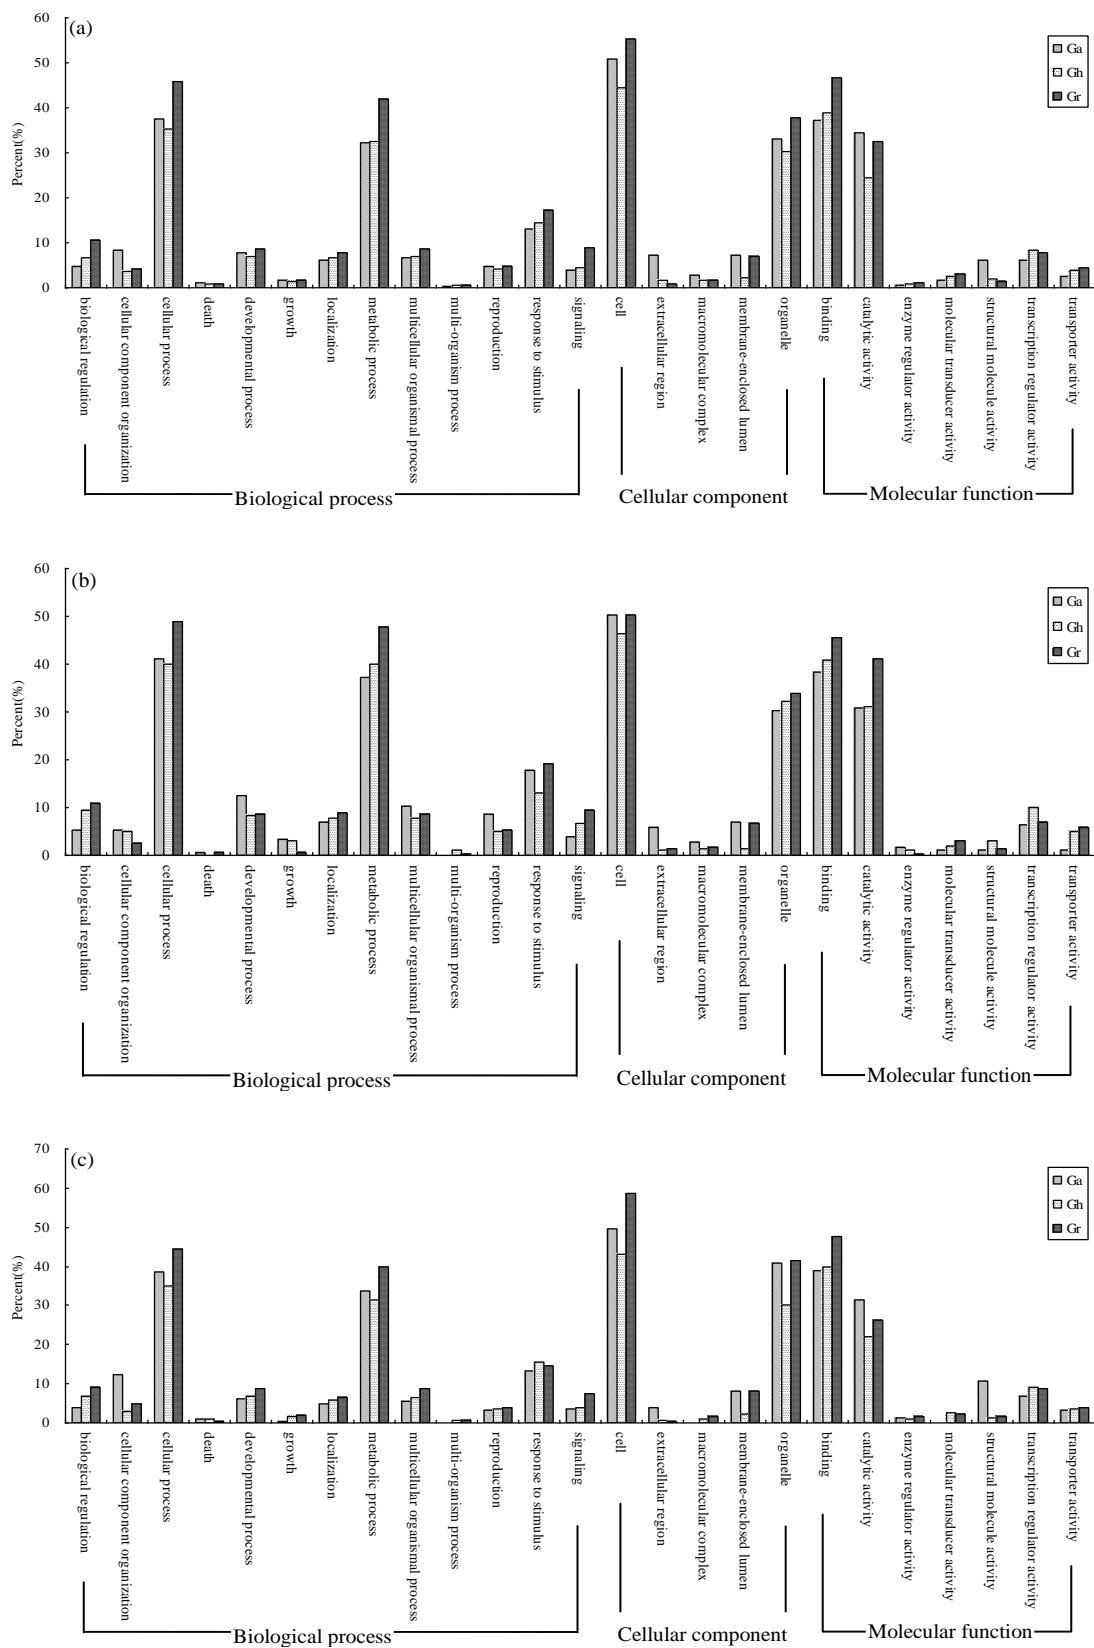 (a)
Percent(%)
60
50
40
30
20
10
0
Ga
Gh
Gr
biological regulation
cellular component organization
cellular process
death
developmental process
growth
localization
metabolic process
multicellular organismal process
multi-organism process
reproduction
response to stimulus
signaling
cell
extracellular region
macromolecular complex
membrane-enclosed lumen
organelle
binding
catalytic activity
enzyme regulator activity
molecular transducer activity
structural molecule activity
transcription regulator activity
transporter activity
Biological process
Cellular component
Molecular function
(b)
Percent(%)
60
50
40
30
20
10
0
Ga
Gh
Gr
biological regulation
cellular component organization
cellular process
death
developmental process
growth
localization
metabolic process
multicellular organismal process
multi-organism process
reproduction
response to stimulus
signaling
cell
extracellular region
macromolecular complex
membrane-enclosed lumen
organelle
binding
catalytic activity
enzyme regulator activity
molecular transducer activity
structural molecule activity
transcription regulator activity
transporter activity
Biological process
Cellular component
Molecular function
(c)
Percent(%)
70
60
50
40
30
20
10
0
Ga
Gh
Gr
biological regulation
cellular component organization
cellular process
death
developmental process
growth
localization
metabolic process
multicellular organismal process
multi-organism process
reproduction
response to stimulus
signaling
cell
extracellular region
macromolecular complex
membrane-enclosed lumen
organelle
binding
catalytic activity
enzyme regulator activity
molecular transducer activity
structural molecule activity
transcription regulator activity
transporter activity
Biological process
Cellular component
Molecular function